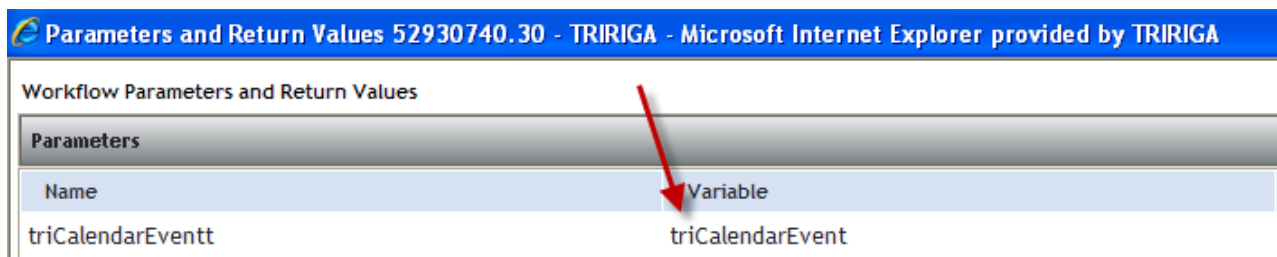 Parameters and Return Values 52930740.30 - TRIRIGA - Microsoft Internet Explorer provided by TRIRIGA
Workflow Parameters and Return Values
Parameters
Name Variable
triCalendarEventt triCalendarEvent